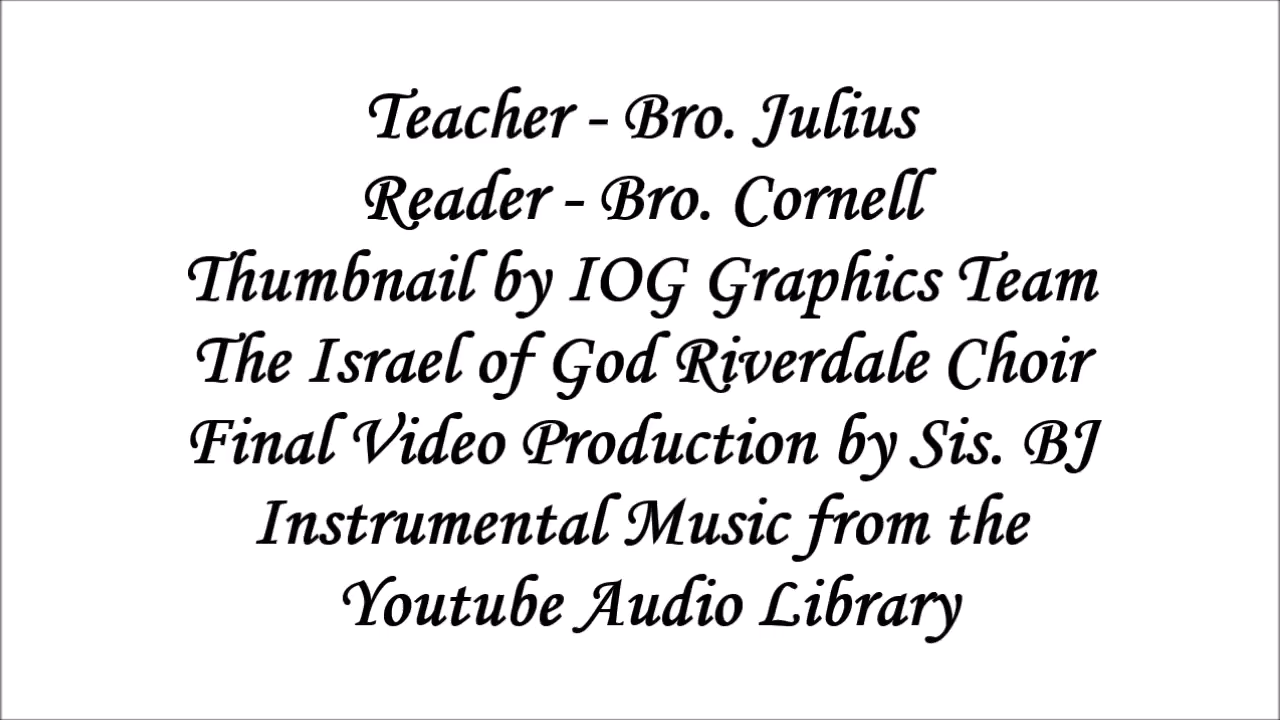 Teacher - Bro. Julius
Reader - Bro. Cornell
Thumbnail by IOG Graphics Team
The Israel of God Riverdale Choir
Final Video Production by Sis. BJ
Instrumental Music from the
Youtube Audio Library